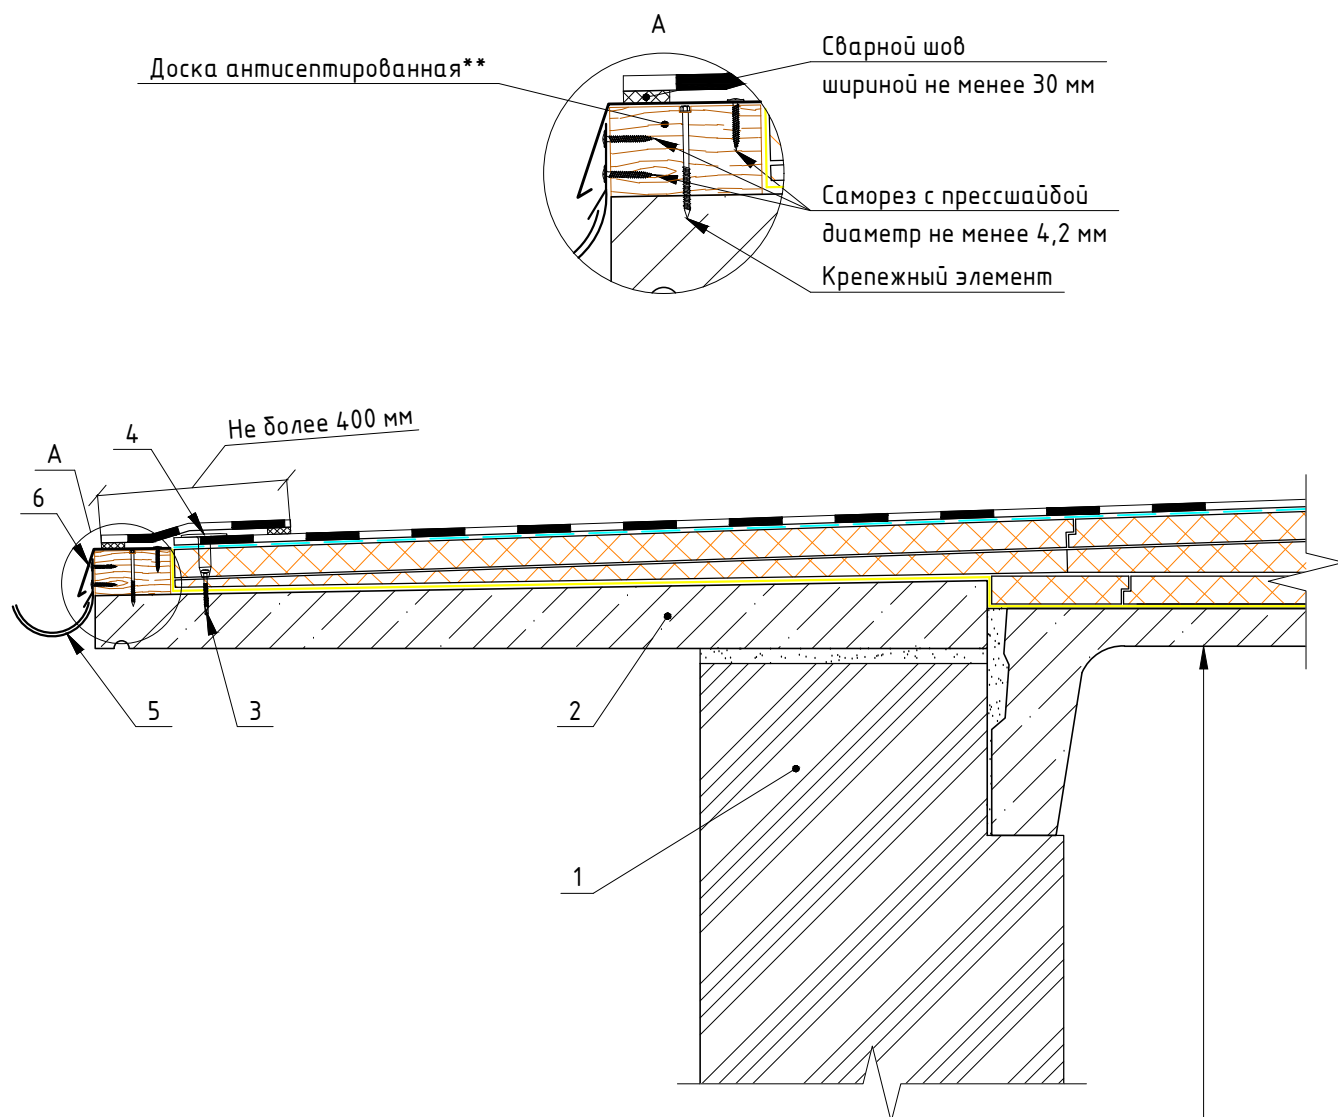 А
Доска антисептированная**
Сварной шов
шириной не менее 30 мм
Саморез с прессшайбой
диаметр не менее 4,2 мм
Крепежный элемент
Не более 400 мм
4
А
6
5
3
2
1